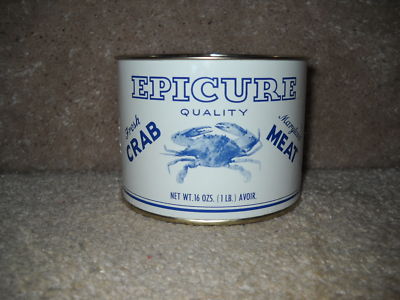 EPICURE
QUALITY
Fresh
CRAB
Maryland
MEAT
NET WT. 16 OZS. (1 LB.) AVOIR.